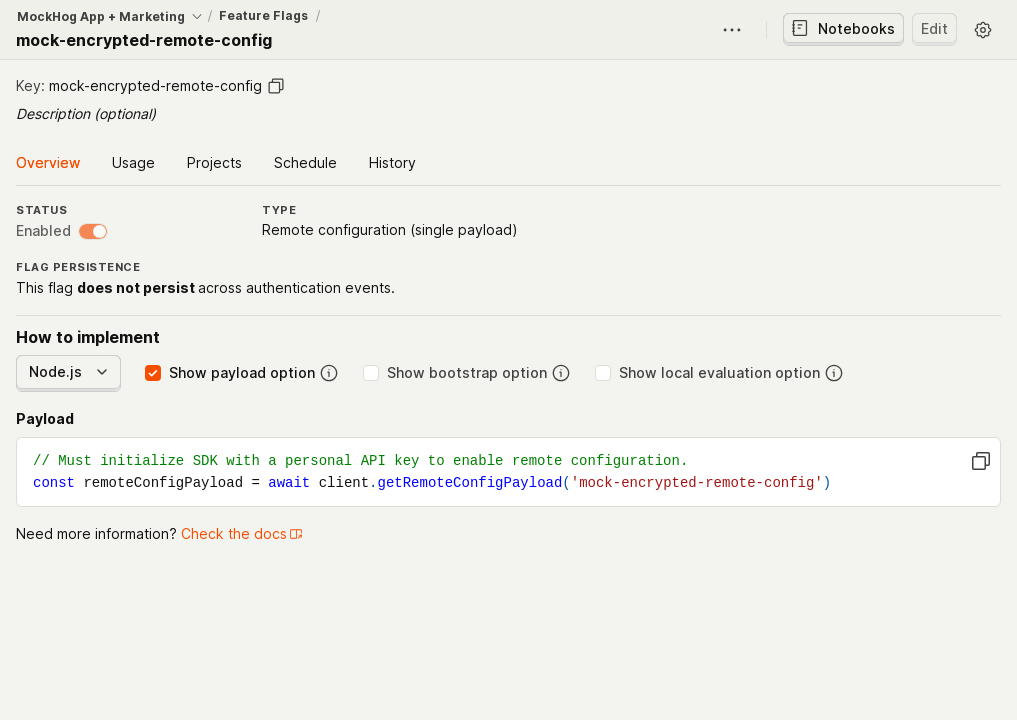 MockHog App + Marketing / Feature Flags /
mock-encrypted-remote-config
Notebooks
Edit
Key: mock-encrypted-remote-config
Description (optional)
Overview Usage Projects Schedule History
STATUS
Enabled
TYPE
Remote configuration (single payload)
FLAG PERSISTENCE
This flag does not persist across authentication events.
How to implement
Node.js
Show payload option
Show bootstrap option
Show local evaluation option
Payload
// Must initialize SDK with a personal API key to enable remote configuration.
const remoteConfigPayload = await client.getRemoteConfigPayload('mock-encrypted-remote-config')
Need more information? Check the docs